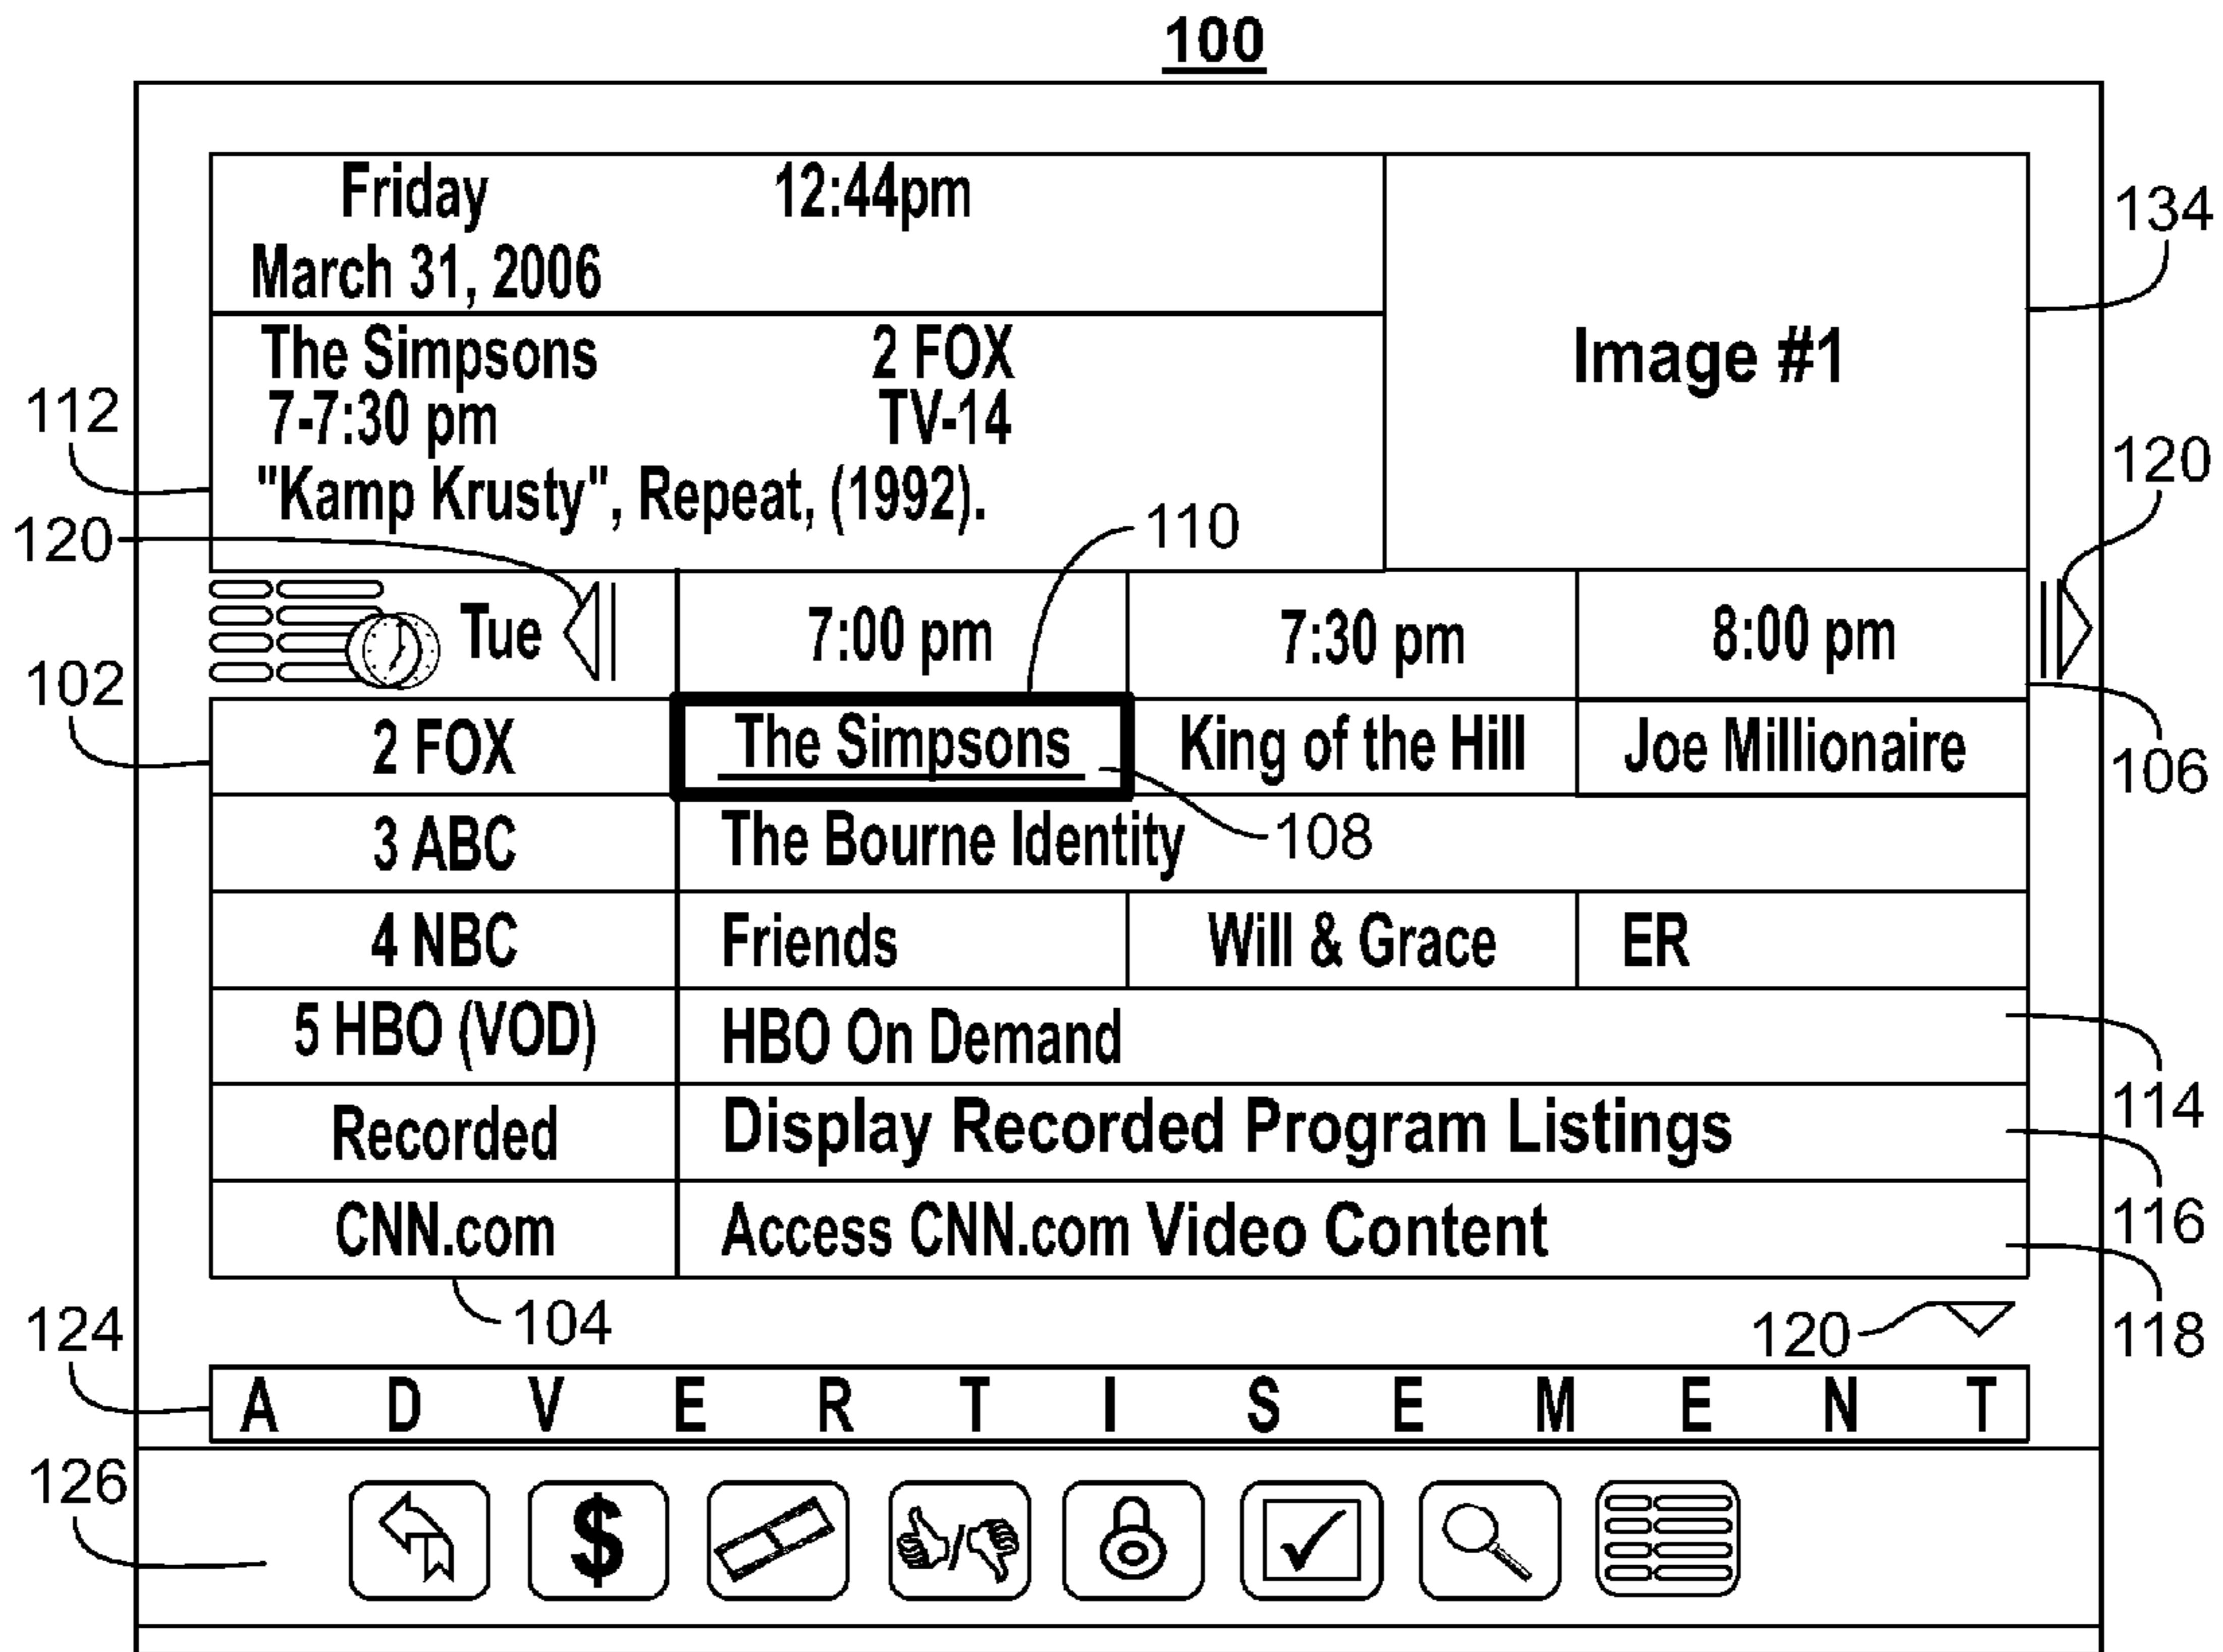 100
Friday 12:44pm
March 31, 2006
134
The Simpsons 2 FOX
Image #1
112
7-7:30 pm TV-14
120
"Kamp Krusty", Repeat, (1992).
110
120
Tue 7:00 pm 7:30 pm 8:00 pm
102
2 FOX The Simpsons King of the Hill Joe Millionaire
106
3 ABC The Bourne Identity
108
4 NBC Friends Will & Grace ER
5 HBO (VOD) HBO On Demand
114
Recorded Display Recorded Program Listings
116
CNN.com Access CNN.com Video Content
104
120
118
124
A D V E R T I S E M E N T
126
$